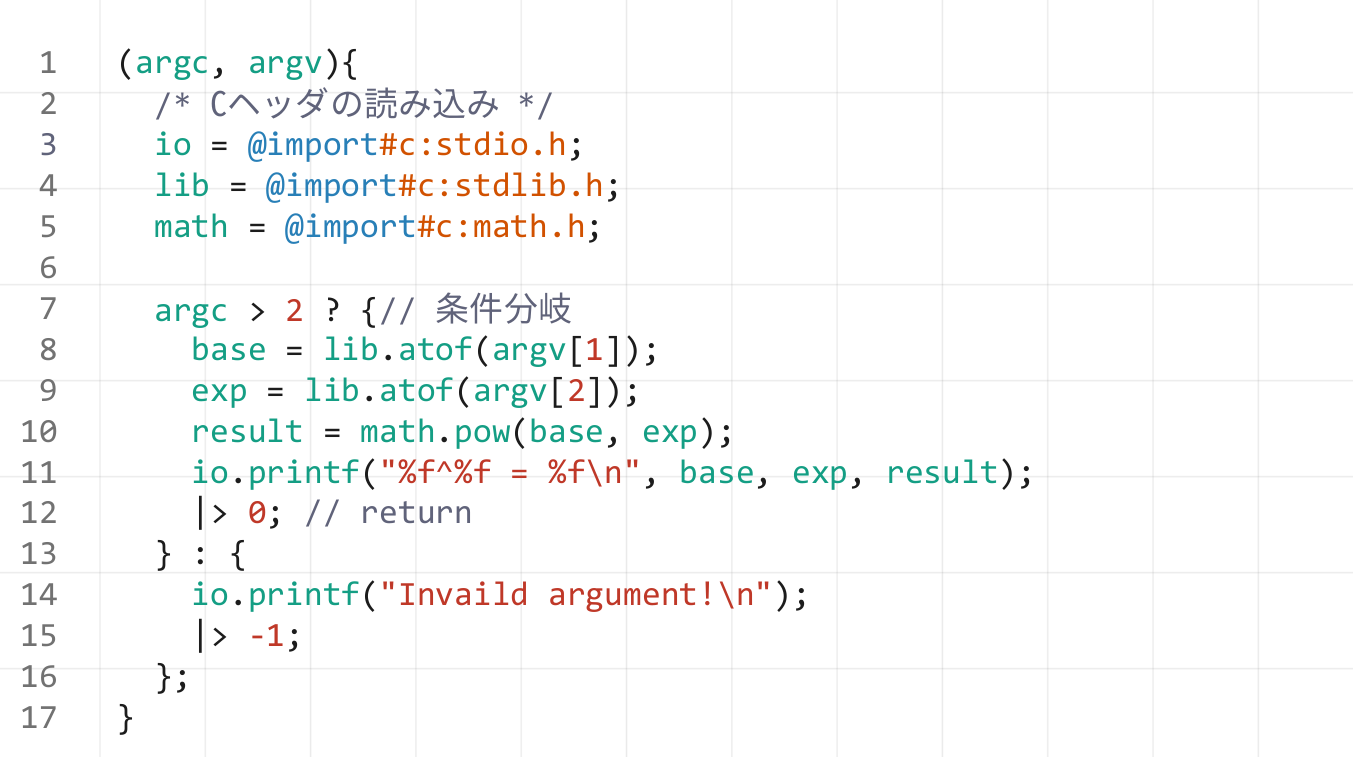 1 (argc, argv){
2 /* Cヘッダの読み込み */
3 io = @import#c:stdio.h;
4 lib = @import#c:stdlib.h;
5 math = @import#c:math.h;
6
7 argc > 2 ? {// 条件分岐
8 base = lib.atof(argv[1]);
9 exp = lib.atof(argv[2]);
10 result = math.pow(base, exp);
11 io.printf("%f^%f = %f\n", base, exp, result);
12 |> 0; // return
13 } : {
14 io.printf("Invaild argument!\n");
15 |> -1;
16 };
17 }